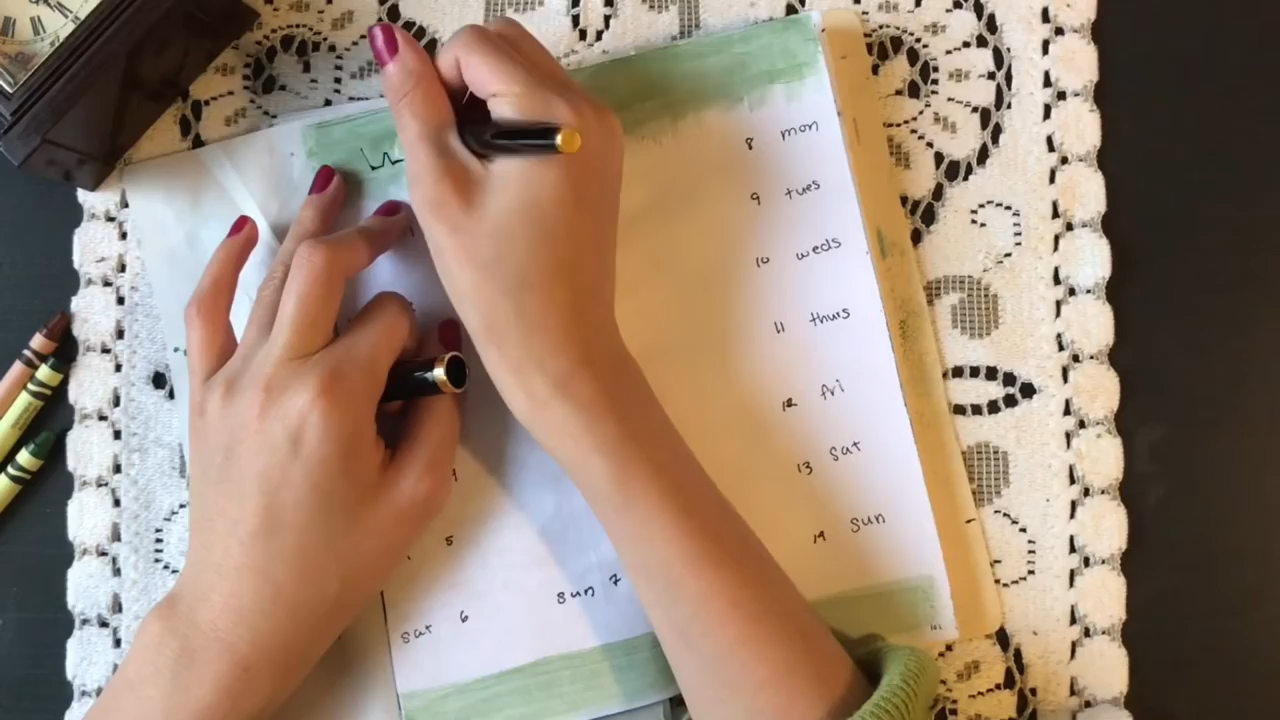 8 mon
9 tues
10 weds
11 thurs
12 fri
13 sat
14 sun
5
sat 6
sun 7